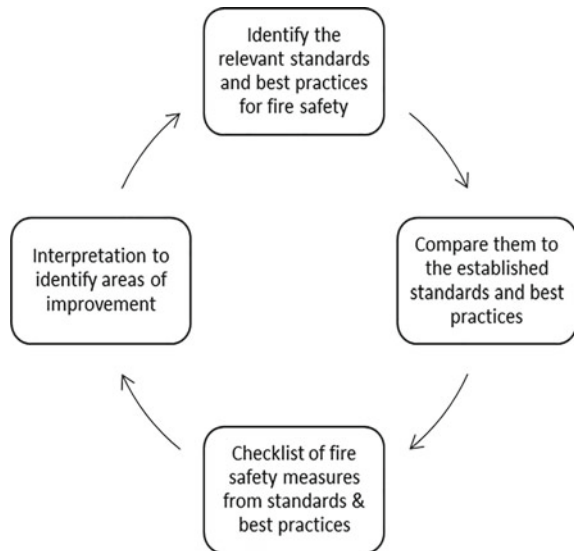 Identify the
relevant standards
and best practices
for fire safety
Compare them to
the established
standards and best
practices
Checklist of fire
safety measures
from standards &
best practices
Interpretation to
identify areas of
improvement